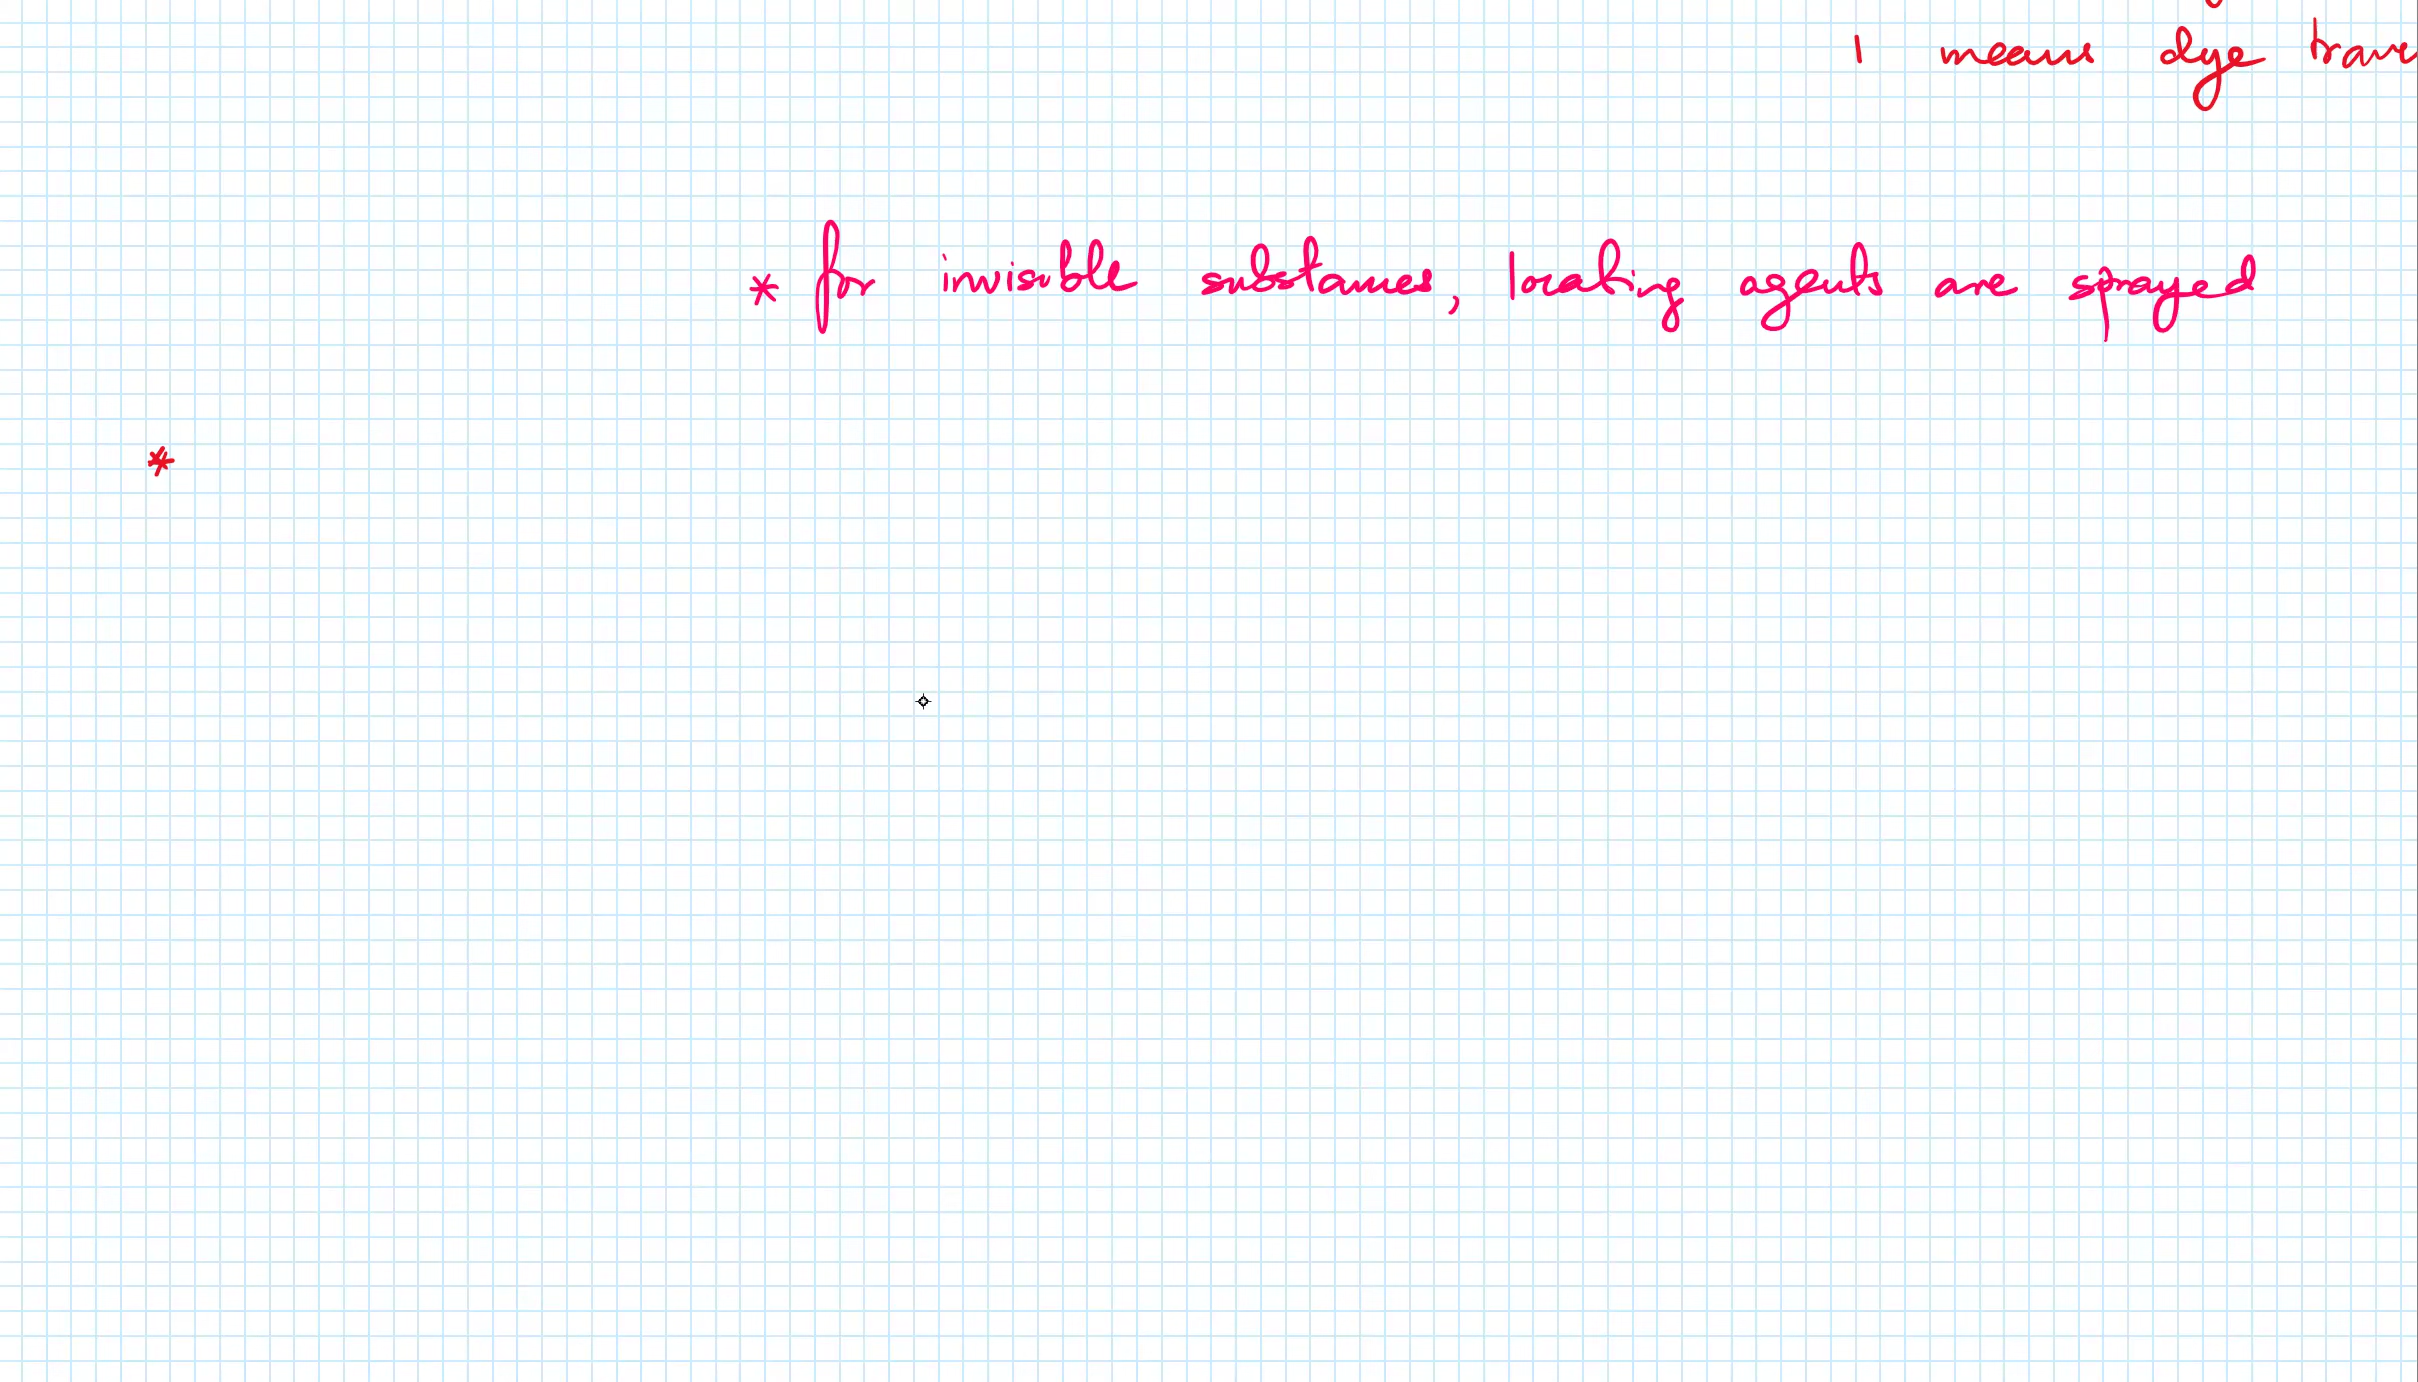 1 means dye
* for invisible substances, locating agents are sprayed
*